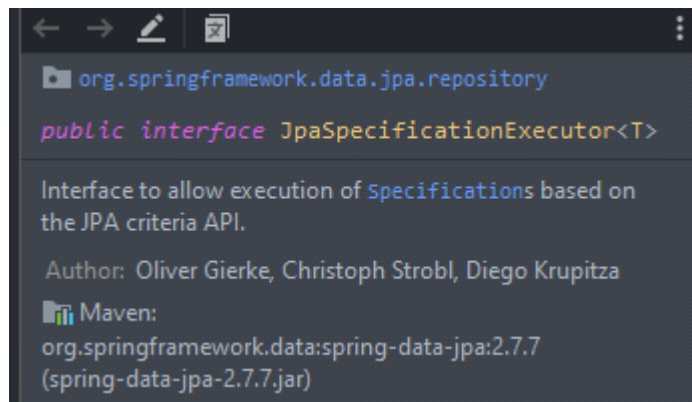 org.springframework.data.jpa.repository
public interface JpaSpecificationExecutor<T>
Interface to allow execution of Specifications based on
the JPA criteria API.
Author: Oliver Gierke, Christoph Strobl, Diego Krupitza
Maven:
org.springframework.data:spring-data-jpa:2.7.7
(spring-data-jpa-2.7.7.jar)